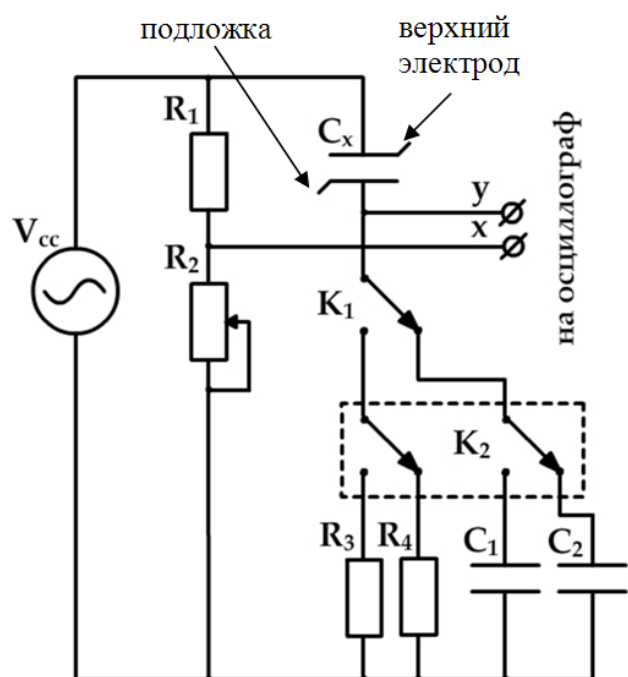 подложка
верхний
электрод
R₁
Cₓ
на осциллограф
y
x
Vcc
R₂
K₁
K₂
R₃
R₄
C₁
C₂